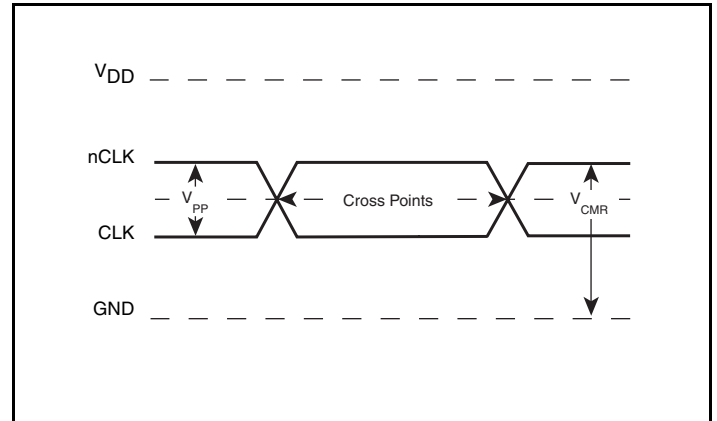 VDD
nCLK
VPP
Cross Points
VCMR
CLK
GND